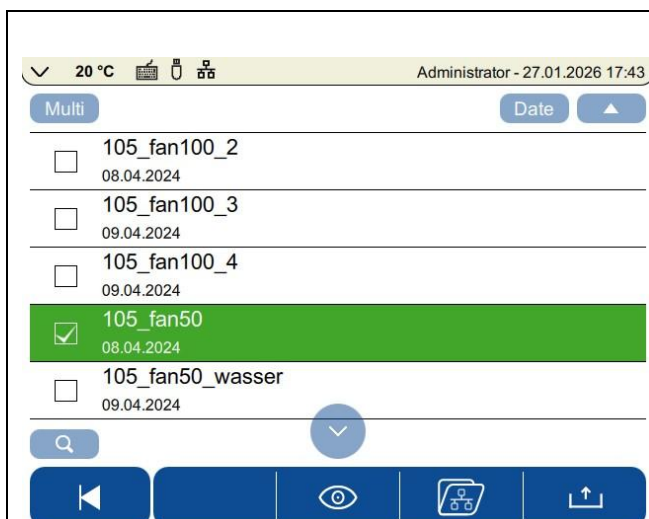 20 °C Administrator - 27.01.2026 17:43
Multi Date
105_fan100_2
08.04.2024
105_fan100_3
09.04.2024
105_fan100_4
09.04.2024
105_fan50
08.04.2024
105_fan50_wasser
09.04.2024